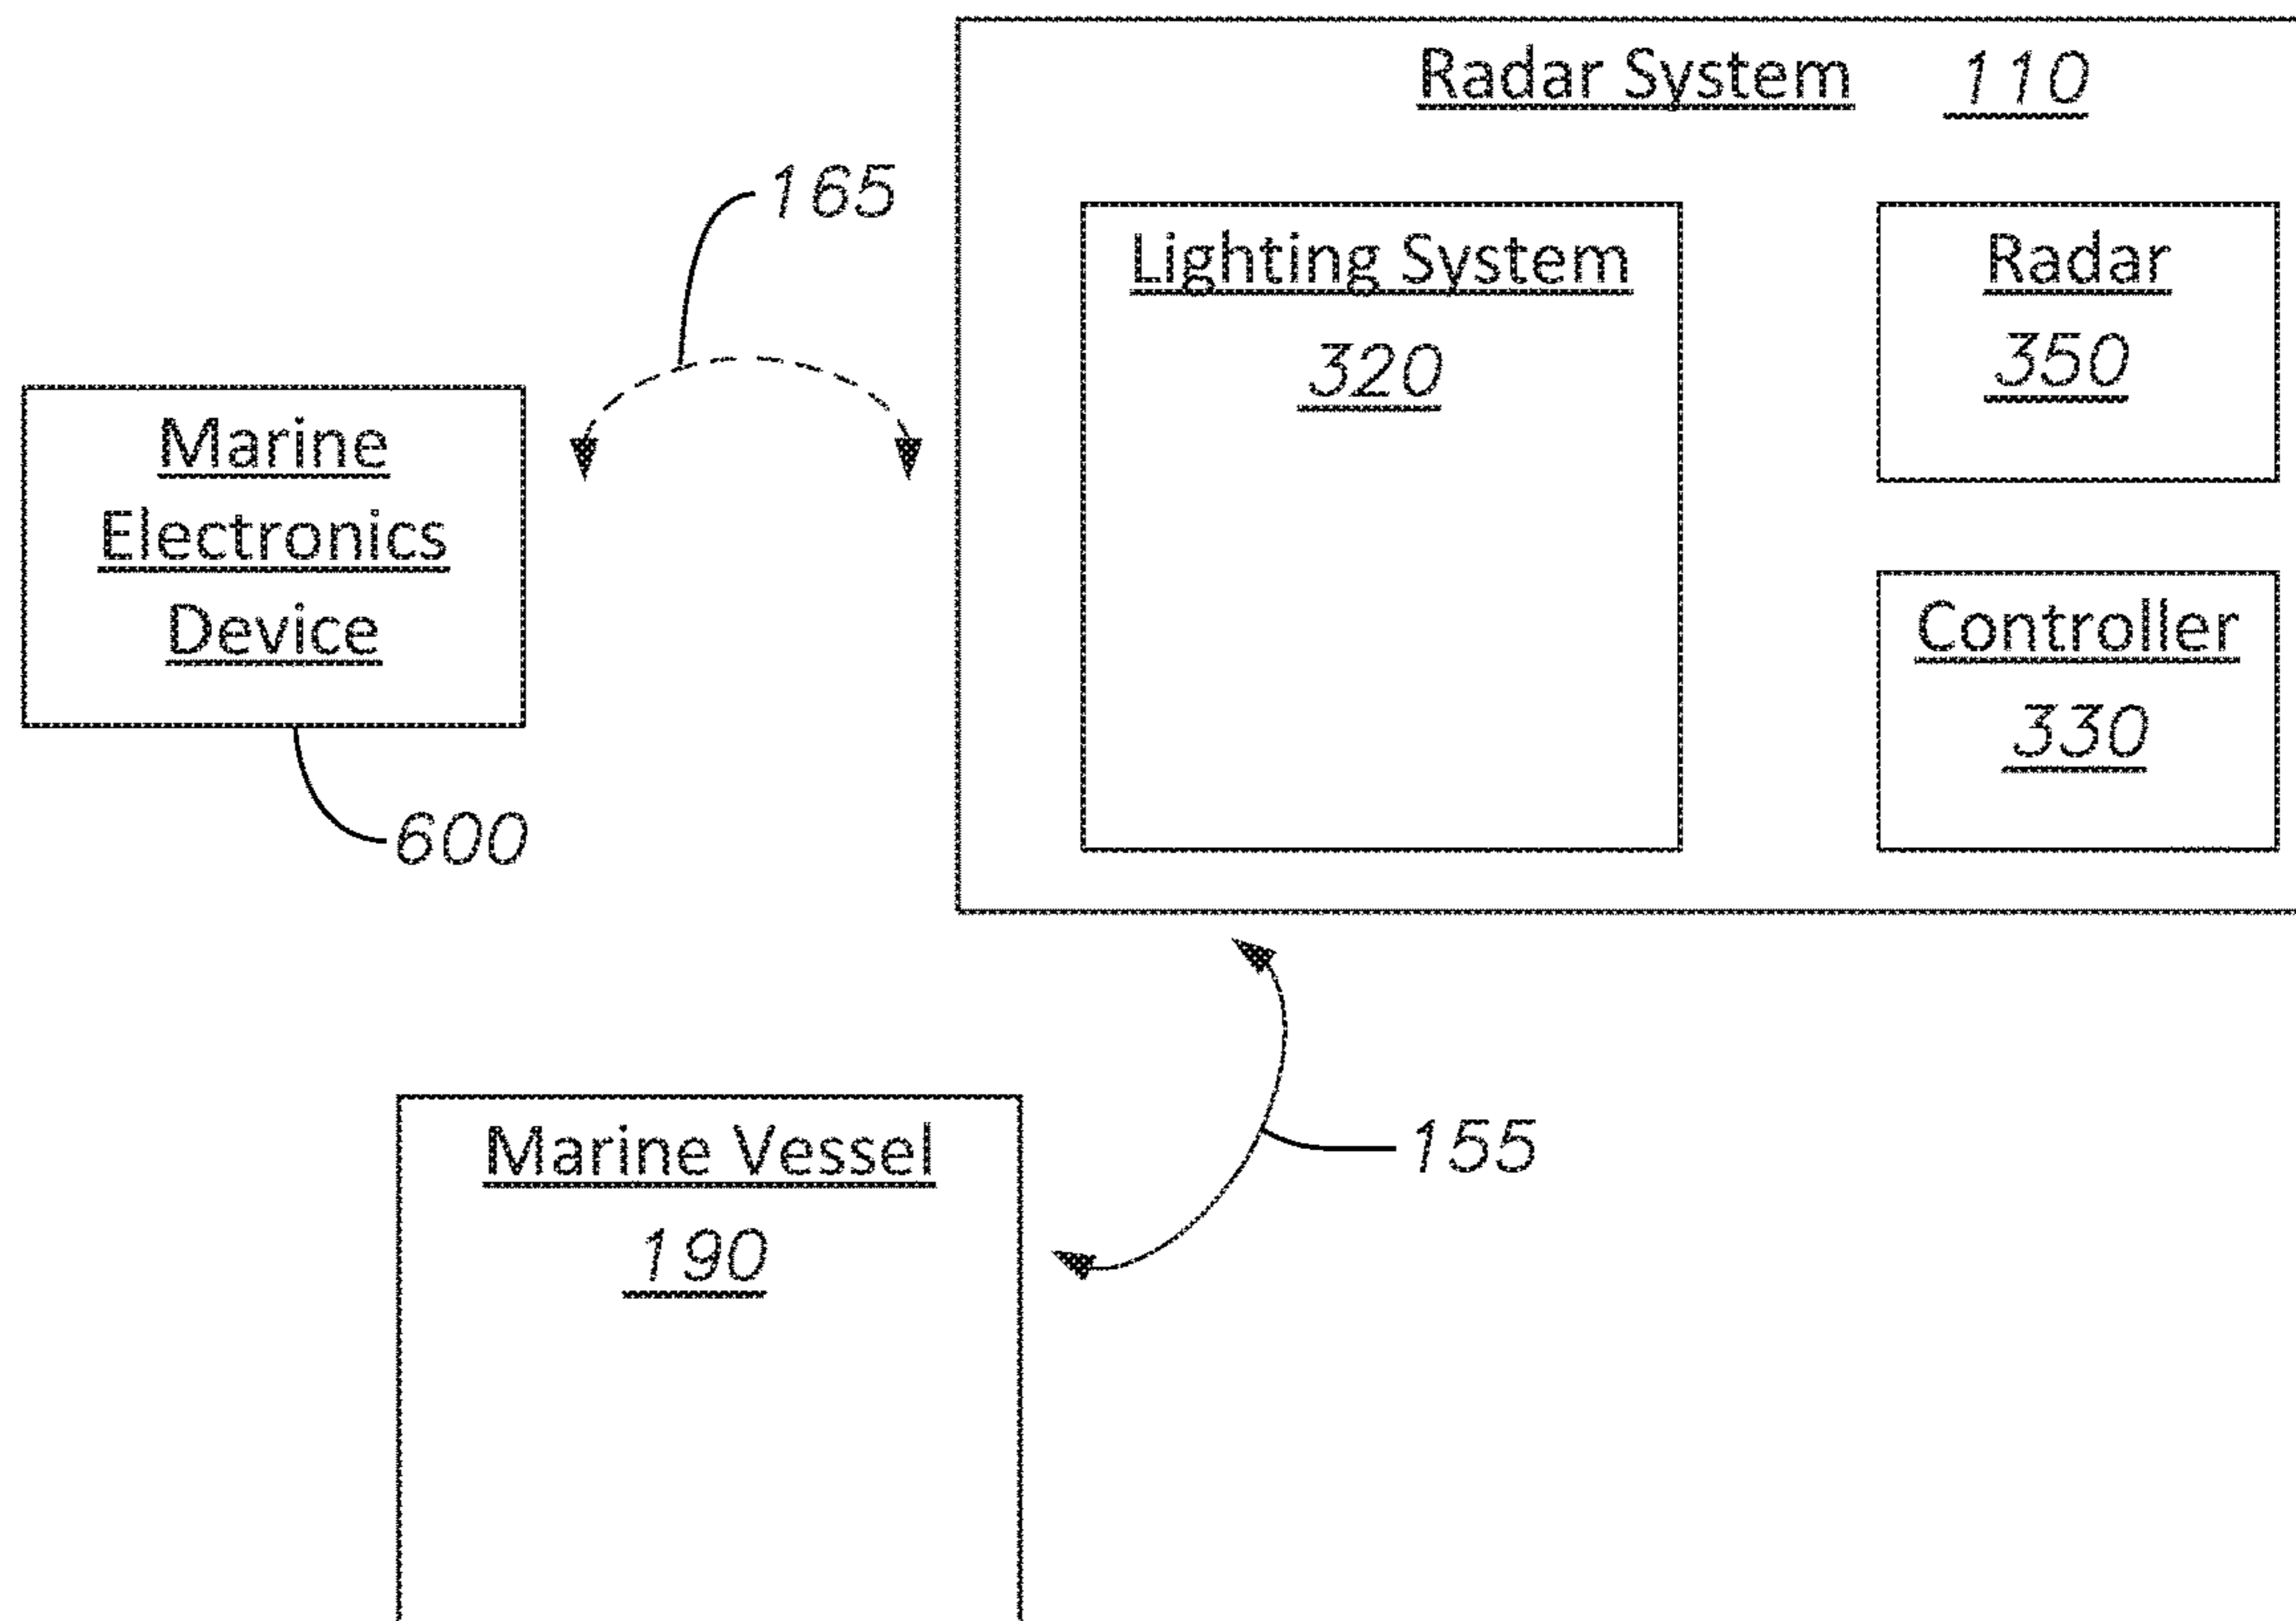 Radar System 110
165
Lighting System
320
Radar
350
Marine
Electronics
Device
600
Controller
330
155
Marine Vessel
190